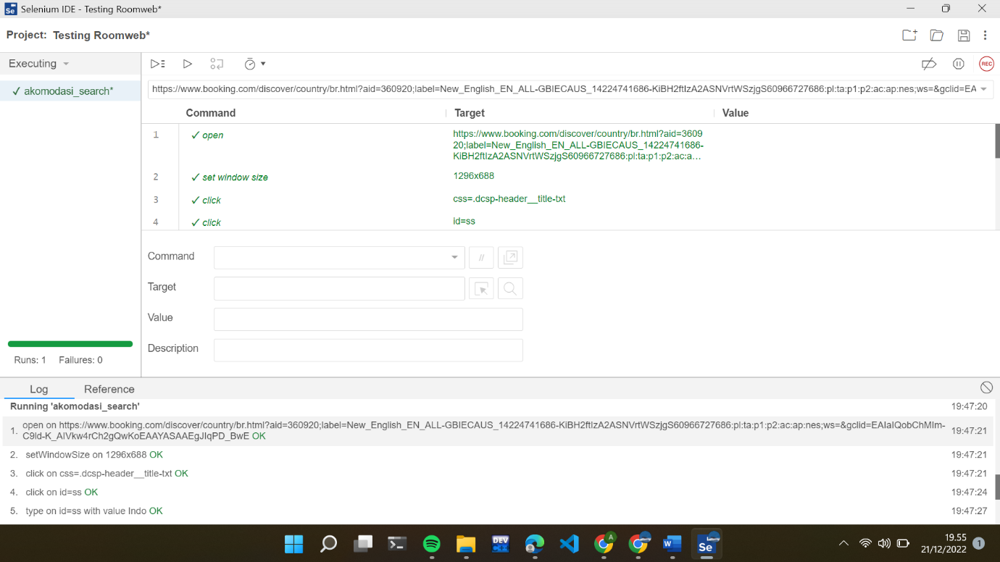 Selenium IDE - Testing Roomweb*
Project: Testing Roomweb*
Executing
akomodasi_search*
REC
https://www.booking.com/discover/country/br.html?aid=360920;label=New_English_EN_ALL-GBIECAUS_14224741686-KiBH2ftIzA2ASNVrtWSzjgS60966727686:pl:ta:p1:p2:ac:ap:nes;ws=&gclid=EA
Command Target Value
1 ✓ open https://www.booking.com/discover/country/br.html?aid=3609
20;label=New_English_EN_ALL-GBIECAUS_14224741686-
KiBH2ftIzA2ASNVrtWSzjgS60966727686:pl:ta:p1:p2:ac:a...
2 ✓ set window size 1296x688
3 ✓ click css=.dcsp-header__title-txt
4 ✓ click id=ss
Command //
Target
Value
Description
Runs: 1 Failures: 0
Log Reference
Running 'akomodasi_search' 19:47:20
1. open on https://www.booking.com/discover/country/br.html?aid=360920;label=New_English_EN_ALL-GBIECAUS_14224741686-KiBH2ftIzA2ASNVrtWSzjgS60966727686:pl:ta:p1:p2:ac:ap:nes;ws=&gclid=EAIaIQobChMIm-
C9ld-K_AIVkw4rCh2gQwKoEAAYASAAEgJIqPD_BwE OK 19:47:21
2. setWindowSize on 1296x688 OK 19:47:21
3. click on css=.dcsp-header__title-txt OK 19:47:21
4. click on id=ss OK 19:47:24
5. type on id=ss with value Indo OK 19:47:27
DEV
C++
A
W
Se
19.55
21/12/2022
1